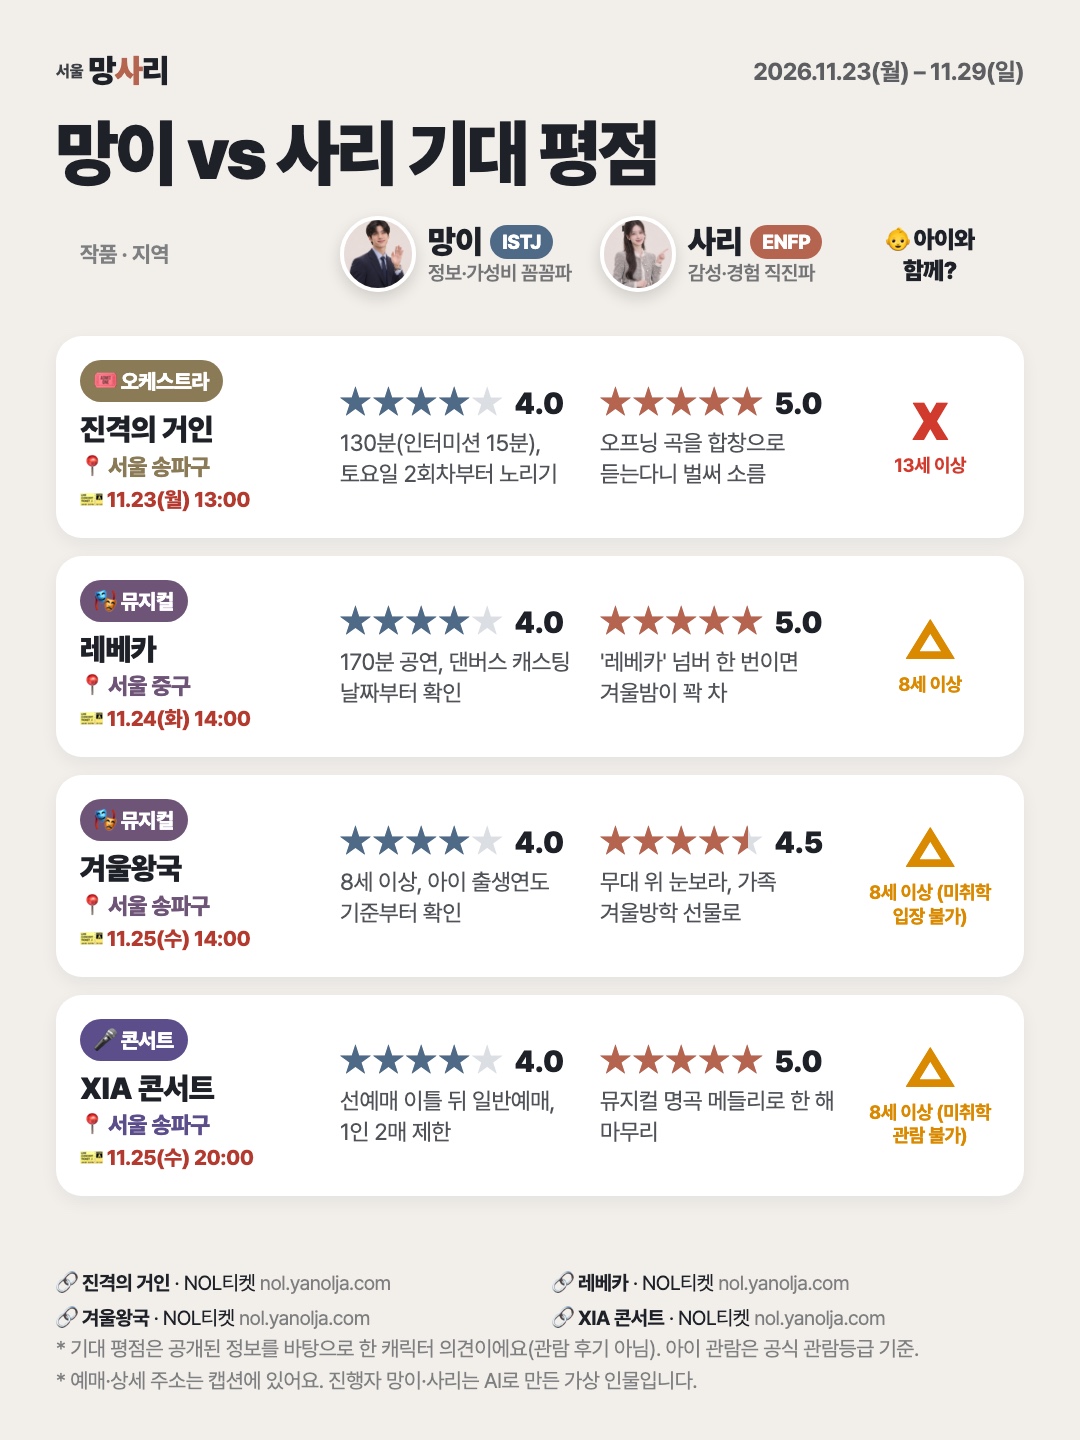 서울 망사리
2026.11.23(월) – 11.29(일)
망이 vs 사리 기대 평점
작품 · 지역
망이 ISTJ
정보·가성비 꼼꼼파
사리 ENFP
감성·경험 직진파
아이와
함께?
오케스트라
진격의 거인
서울 송파구
11.23(월) 13:00
4.0
130분(인터미션 15분),
토요일 2회차부터 노리기
5.0
오프닝 곡을 합창으로
듣는다니 벌써 소름
X
13세 이상
뮤지컬
레베카
서울 중구
11.24(화) 14:00
4.0
170분 공연, 댄버스 캐스팅
날짜부터 확인
5.0
'레베카' 넘버 한 번이면
겨울밤이 꽉 차
8세 이상
뮤지컬
겨울왕국
서울 송파구
11.25(수) 14:00
4.0
8세 이상, 아이 출생연도
기준부터 확인
4.5
무대 위 눈보라, 가족
겨울방학 선물로
8세 이상 (미취학
입장 불가)
콘서트
XIA 콘서트
서울 송파구
11.25(수) 20:00
4.0
선예매 이틀 뒤 일반예매,
1인 2매 제한
5.0
뮤지컬 명곡 메들리로 한 해
마무리
8세 이상 (미취학
관람 불가)
진격의 거인 · NOL티켓 nol.yanolja.com
레베카 · NOL티켓 nol.yanolja.com
겨울왕국 · NOL티켓 nol.yanolja.com
XIA 콘서트 · NOL티켓 nol.yanolja.com
* 기대 평점은 공개된 정보를 바탕으로 한 캐릭터 의견이에요(관람 후기 아님). 아이 관람은 공식 관람등급 기준.
* 예매·상세 주소는 캡션에 있어요. 진행자 망이·사리는 AI로 만든 가상 인물입니다.